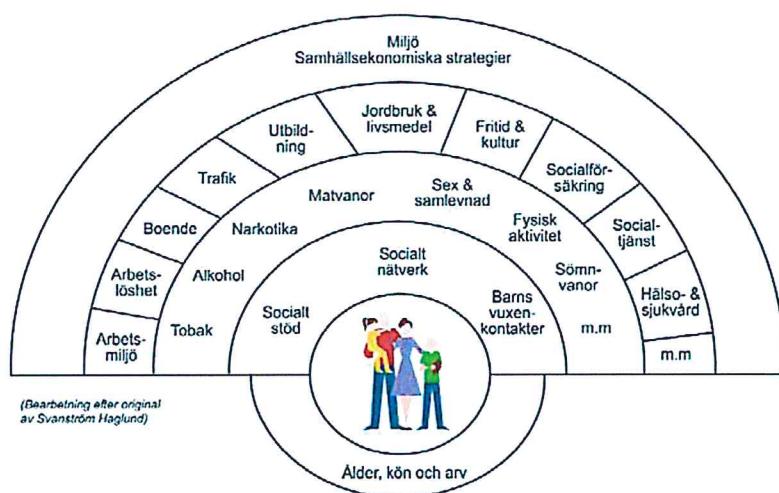 Miljö
Samhällsekonomiska strategier
Arbets-
miljö
Arbets-
löshet
Boende
Trafik
Utbild-
ning
Jordbruk &
livsmedel
Fritid &
kultur
Socialför-
säkring
Social-
tjänst
Hälso- &
sjukvård
m.m
Tobak
Alkohol
Narkotika
Matvanor
Sex &
samlevnad
Fysisk
aktivitet
Sömn-
vanor
m.m
Socialt
stöd
Socialt
nätverk
Barns
vuxen-
kontakter
Ålder, kön och arv
(Bearbetning efter original
av Svanström Haglund)